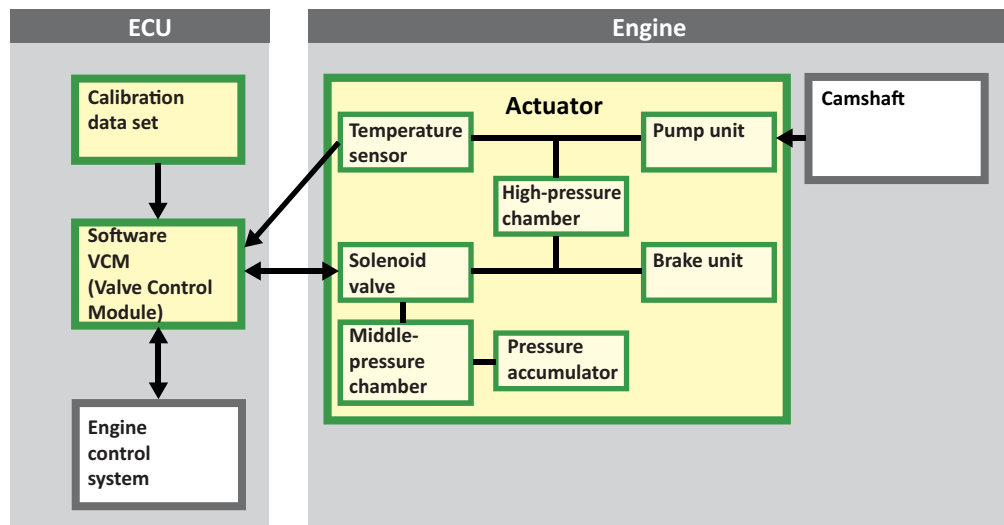 ECU
Calibration
data set
Software
VCM
(Valve Control
Module)
Engine
control
system
Engine
Actuator
Temperature
sensor
Pump unit
High-pressure
chamber
Solenoid
valve
Brake unit
Middle-
pressure
chamber
Pressure
accumulator
Camshaft